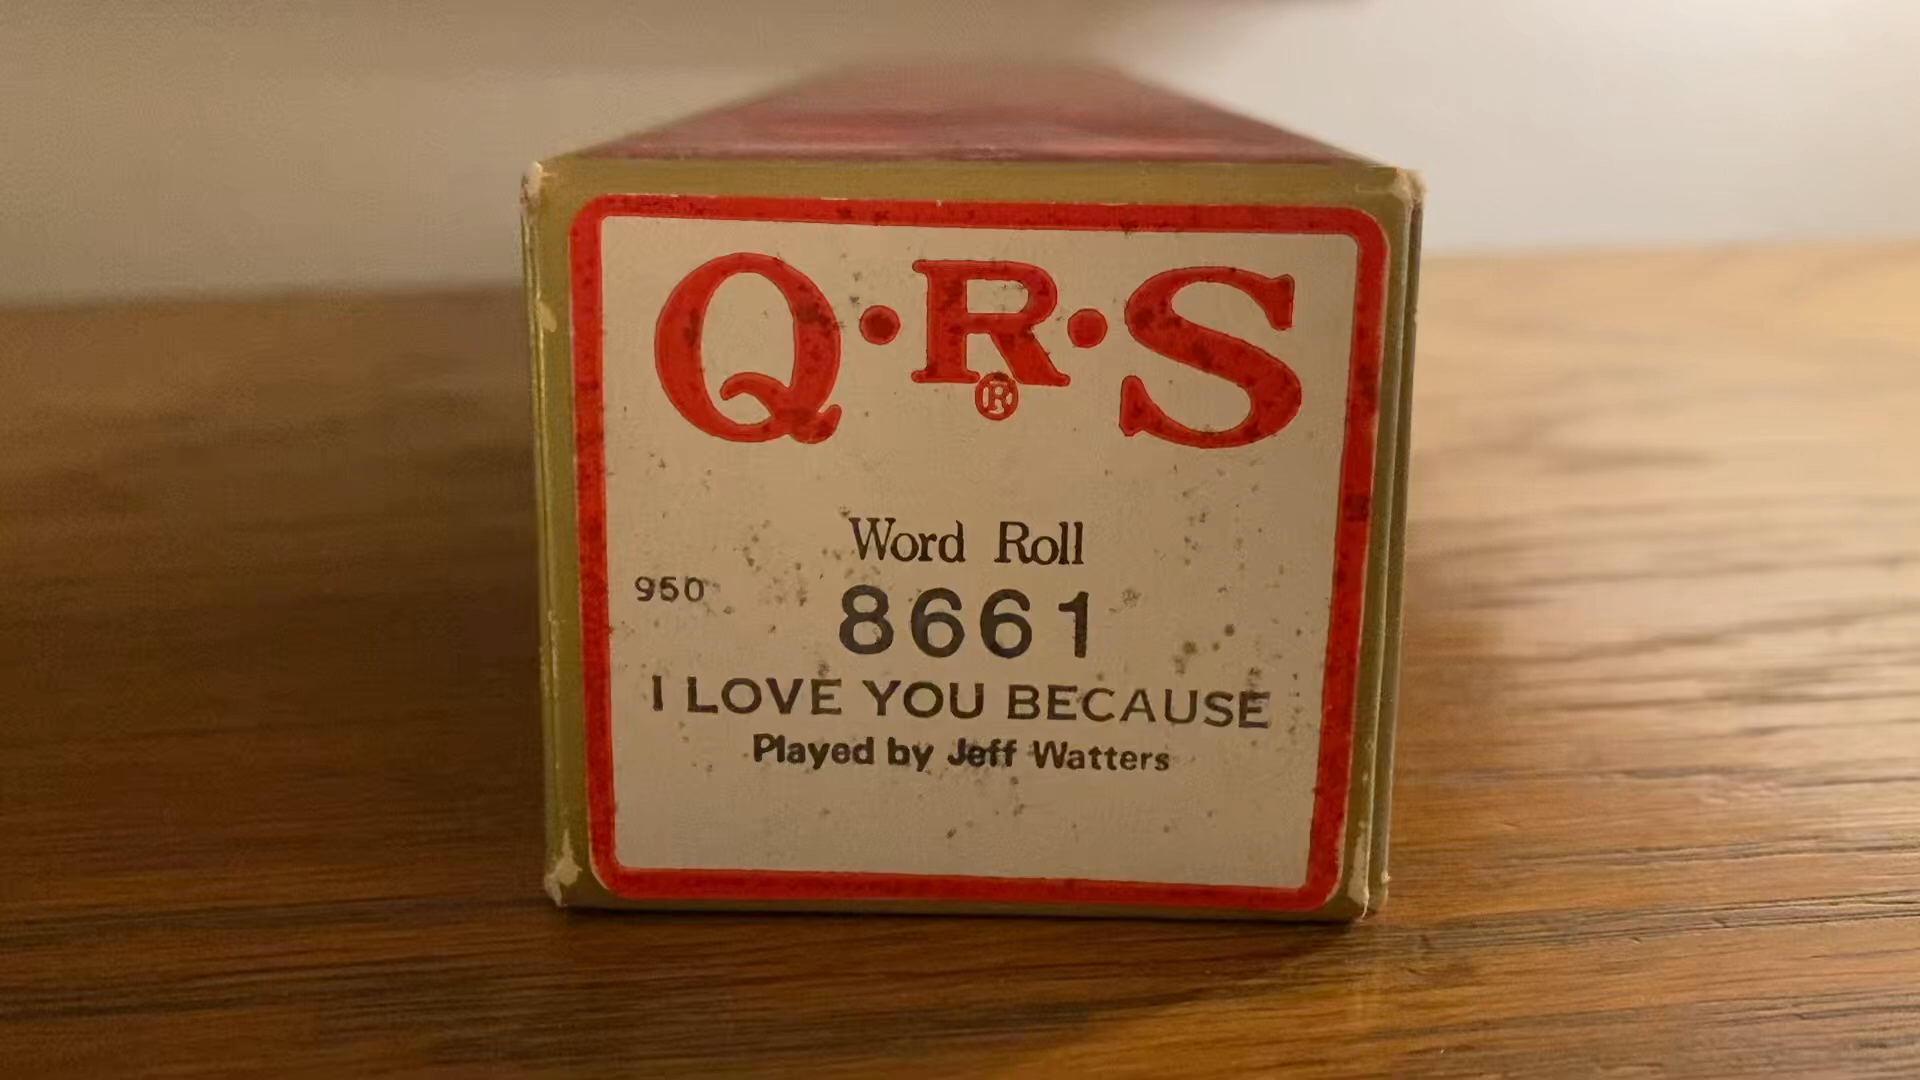 Q·R·S
®
Word Roll
950
8661
I LOVE YOU BECAUSE
Played by Jeff Watters